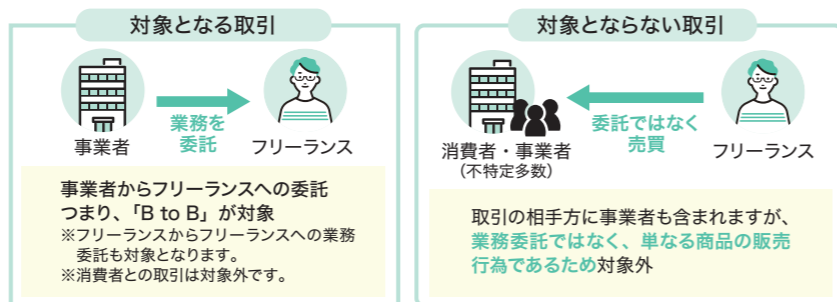 対象となる取引
業務を
委託
事業者
フリーランス
事業者からフリーランスへの委託
つまり、「B to B」が対象
※フリーランスからフリーランスへの業務
委託も対象となります。
※消費者との取引は対象外です。
対象とならない取引
委託ではなく
売買
消費者・事業者
(不特定多数)
フリーランス
取引の相手方に事業者も含まれますが、
業務委託ではなく、単なる商品の販売
行為であるため対象外